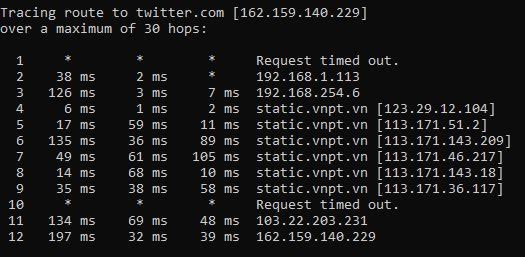 Tracing route to twitter.com [162.159.140.229]
over a maximum of 30 hops:
1 * * * Request timed out.
2 38 ms 2 ms * 192.168.1.113
3 126 ms 3 ms 7 ms 192.168.254.6
4 6 ms 1 ms 2 ms static.vnpt.vn [123.29.12.104]
5 17 ms 59 ms 11 ms static.vnpt.vn [113.171.51.2]
6 135 ms 36 ms 89 ms static.vnpt.vn [113.171.143.209]
7 49 ms 61 ms 105 ms static.vnpt.vn [113.171.46.217]
8 14 ms 68 ms 10 ms static.vnpt.vn [113.171.143.18]
9 35 ms 38 ms 58 ms static.vnpt.vn [113.171.36.117]
10 * * * Request timed out.
11 134 ms 69 ms 48 ms 103.22.203.231
12 197 ms 32 ms 39 ms 162.159.140.229